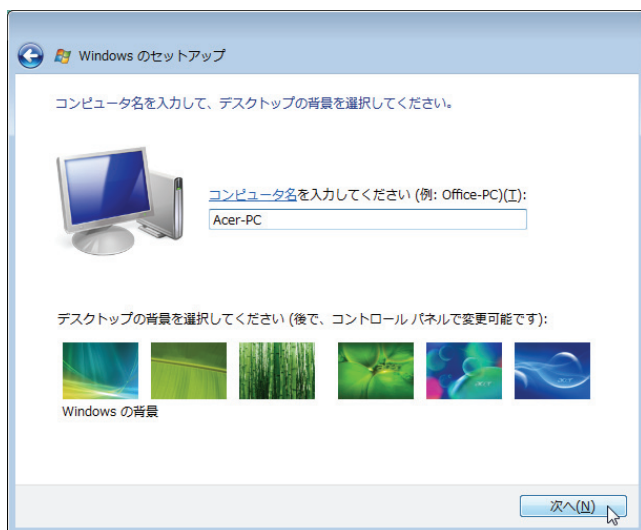 Windows のセットアップ
コンピュータ名を入力して、デスクトップの背景を選択してください。
コンピュータ名を入力してください (例: Office-PC)(T):
Acer-PC
デスクトップの背景を選択してください (後で、コントロール パネルで変更可能です):
Windows の背景
次へ(N)